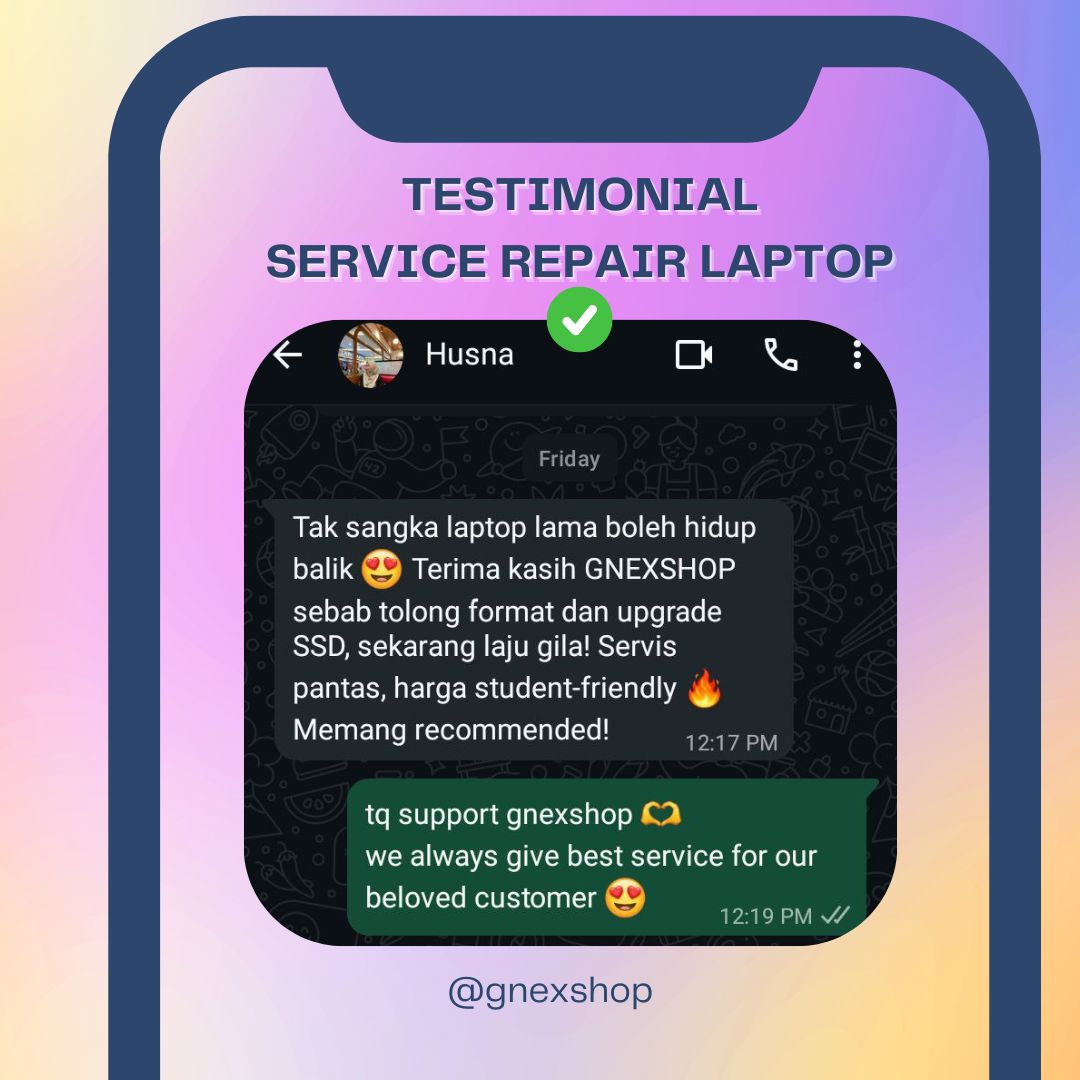 TESTIMONIAL
SERVICE REPAIR LAPTOP
Husna
Friday
Tak sangka laptop lama boleh hidup
balik 😍 Terima kasih GNEXSHOP
sebab tolong format dan upgrade
SSD, sekarang laju gila! Servis
pantas, harga student-friendly 🔥
Memang recommended!
12:17 PM
tq support gnexshop 🫶
we always give best service for our
beloved customer 😍
12:19 PM
@gnexshop